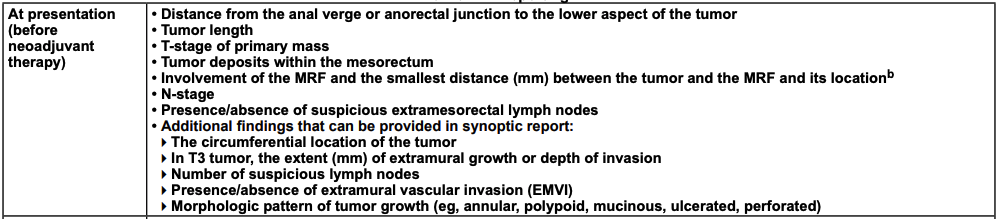 At presentation
(before
neoadjuvant
therapy)
• Distance from the anal verge or anorectal junction to the lower aspect of the tumor
• Tumor length
• T-stage of primary mass
• Tumor deposits within the mesorectum
• Involvement of the MRF and the smallest distance (mm) between the tumor and the MRF and its locationb
• N-stage
• Presence/absence of suspicious extramesorectal lymph nodes
• Additional findings that can be provided in synoptic report:
▸ The circumferential location of the tumor
▸ In T3 tumor, the extent (mm) of extramural growth or depth of invasion
▸ Number of suspicious lymph nodes
▸ Presence/absence of extramural vascular invasion (EMVI)
▸ Morphologic pattern of tumor growth (eg, annular, polypoid, mucinous, ulcerated, perforated)